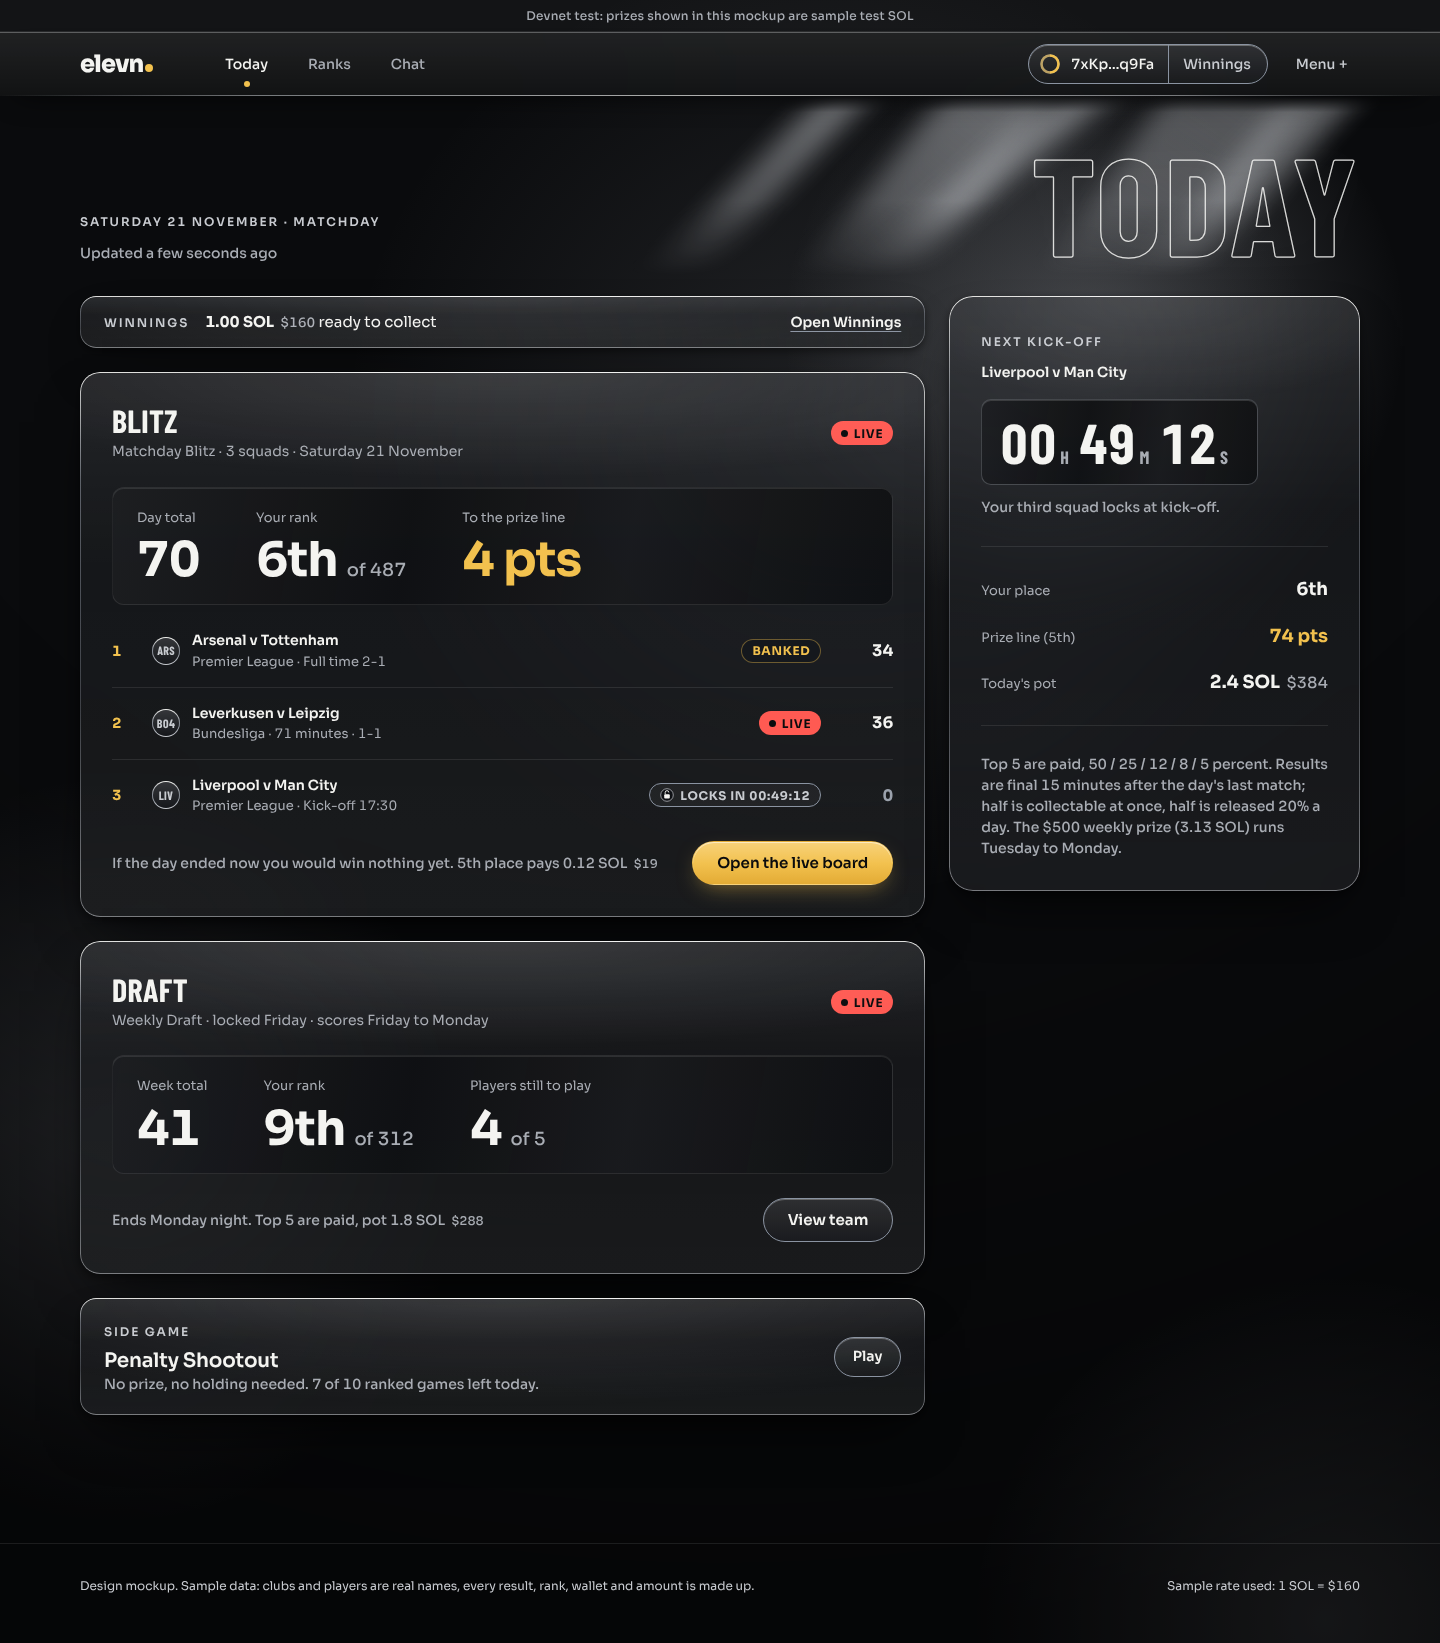 Devnet test: prizes shown in this mockup are sample test SOL
elevn.
Today
Ranks
Chat
7xKp...q9Fa
Winnings
Menu +
TODAY
SATURDAY 21 NOVEMBER · MATCHDAY
Updated a few seconds ago
WINNINGS 1.00 SOL $160 ready to collect
Open Winnings
BLITZ
Matchday Blitz · 3 squads · Saturday 21 November
LIVE
Day total
70
Your rank
6th of 487
To the prize line
4 pts
1 ARS Arsenal v Tottenham
Premier League · Full time 2-1
BANKED 34
2 B04 Leverkusen v Leipzig
Bundesliga · 71 minutes · 1-1
LIVE 36
3 LIV Liverpool v Man City
Premier League · Kick-off 17:30
LOCKS IN 00:49:12 0
If the day ended now you would win nothing yet. 5th place pays 0.12 SOL $19
Open the live board
NEXT KICK-OFF
Liverpool v Man City
00 H 49 M 12 S
Your third squad locks at kick-off.
Your place 6th
Prize line (5th) 74 pts
Today's pot 2.4 SOL $384
Top 5 are paid, 50 / 25 / 12 / 8 / 5 percent. Results
are final 15 minutes after the day's last match;
half is collectable at once, half is released 20% a
day. The $500 weekly prize (3.13 SOL) runs
Tuesday to Monday.
DRAFT
Weekly Draft · locked Friday · scores Friday to Monday
LIVE
Week total
41
Your rank
9th of 312
Players still to play
4 of 5
Ends Monday night. Top 5 are paid, pot 1.8 SOL $288
View team
SIDE GAME
Penalty Shootout
No prize, no holding needed. 7 of 10 ranked games left today.
Play
Design mockup. Sample data: clubs and players are real names, every result, rank, wallet and amount is made up.
Sample rate used: 1 SOL = $160